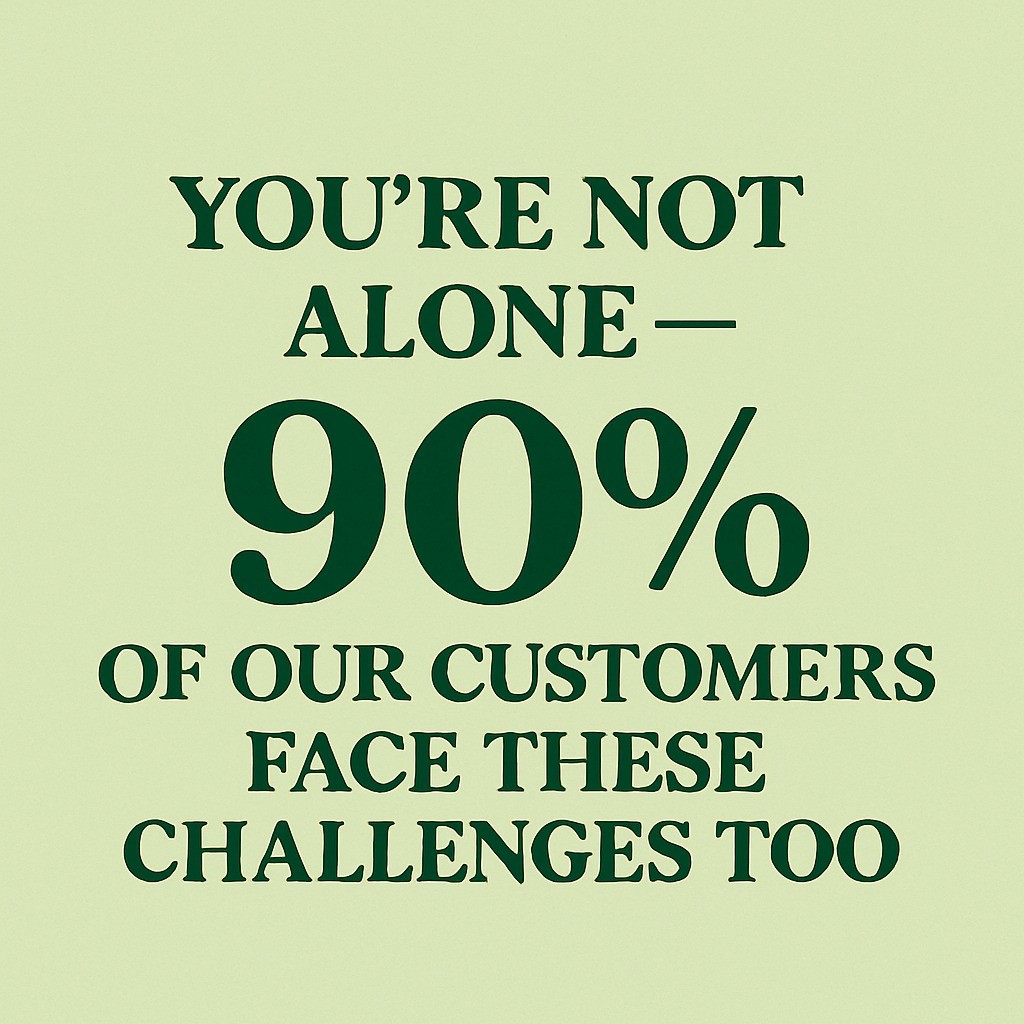 YOU’RE NOT
ALONE—
90%
OF OUR CUSTOMERS
FACE THESE
CHALLENGES TOO